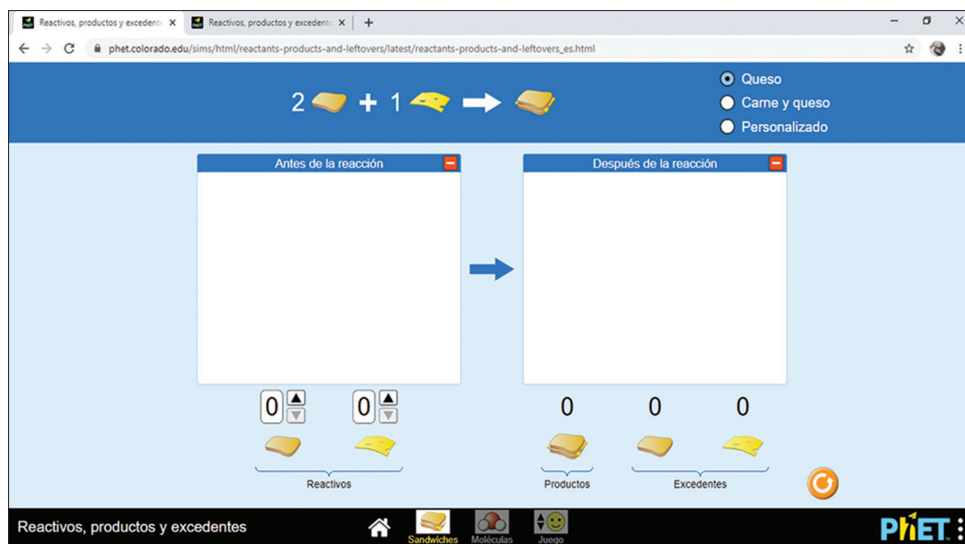 Reactivos, productos y excedent
Reactivos, productos y excedent
phet.colorado.edu/sims/html/reactants-products-and-leftovers/latest/reactants-products-and-leftovers_es.html
2 + 1
Queso
Carne y queso
Personalizado
Antes de la reacción
Después de la reacción
0 0 0 0 0
Reactivos Productos Excedentes
Reactivos, productos y excedentes
Sandwiches Moléculas Juego
PhET